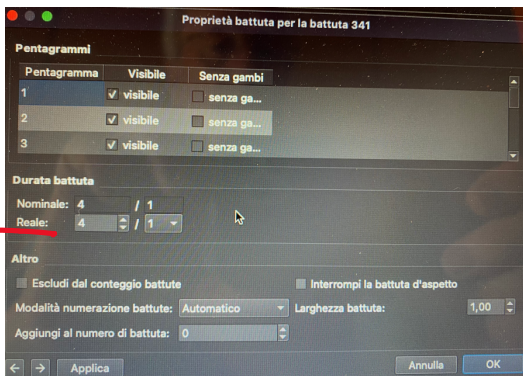 Proprietà battuta per la battuta 341
Pentagrammi
Pentagramma Visibile Senza gambi
1 visibile senza ga...
2 visibile senza ga...
3 visibile senza ga...
Durata battuta
Nominale: 4 / 1
Reale: 4 / 1
Altro
Escludi dal conteggio battute Interrompi la battuta d'aspetto
Modalità numerazione battute: Automatico Larghezza battuta: 1,00
Aggiungi al numero di battuta: 0
← → Applica Annulla OK